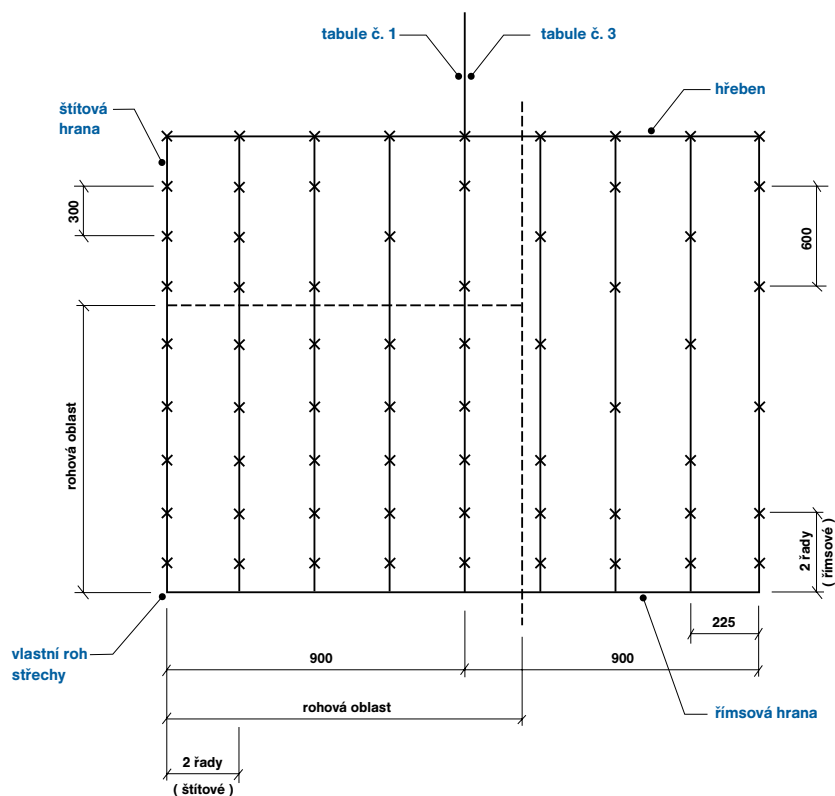 tabule č. 1
tabule č. 3
hřeben
štítová
hrana
300
600
rohová oblast
2 řady
( římsové )
225
vlastní roh
střechy
900
900
rohová oblast
římsová hrana
2 řady
( štítové )